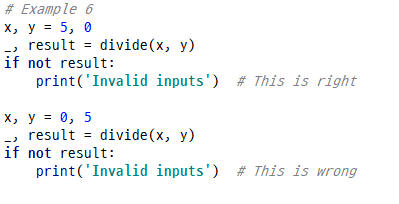 # Example 6
x, y = 5, 0
_, result = divide(x, y)
if not result:
    print('Invalid inputs')  # This is right

x, y = 0, 5
_, result = divide(x, y)
if not result:
    print('Invalid inputs')  # This is wrong